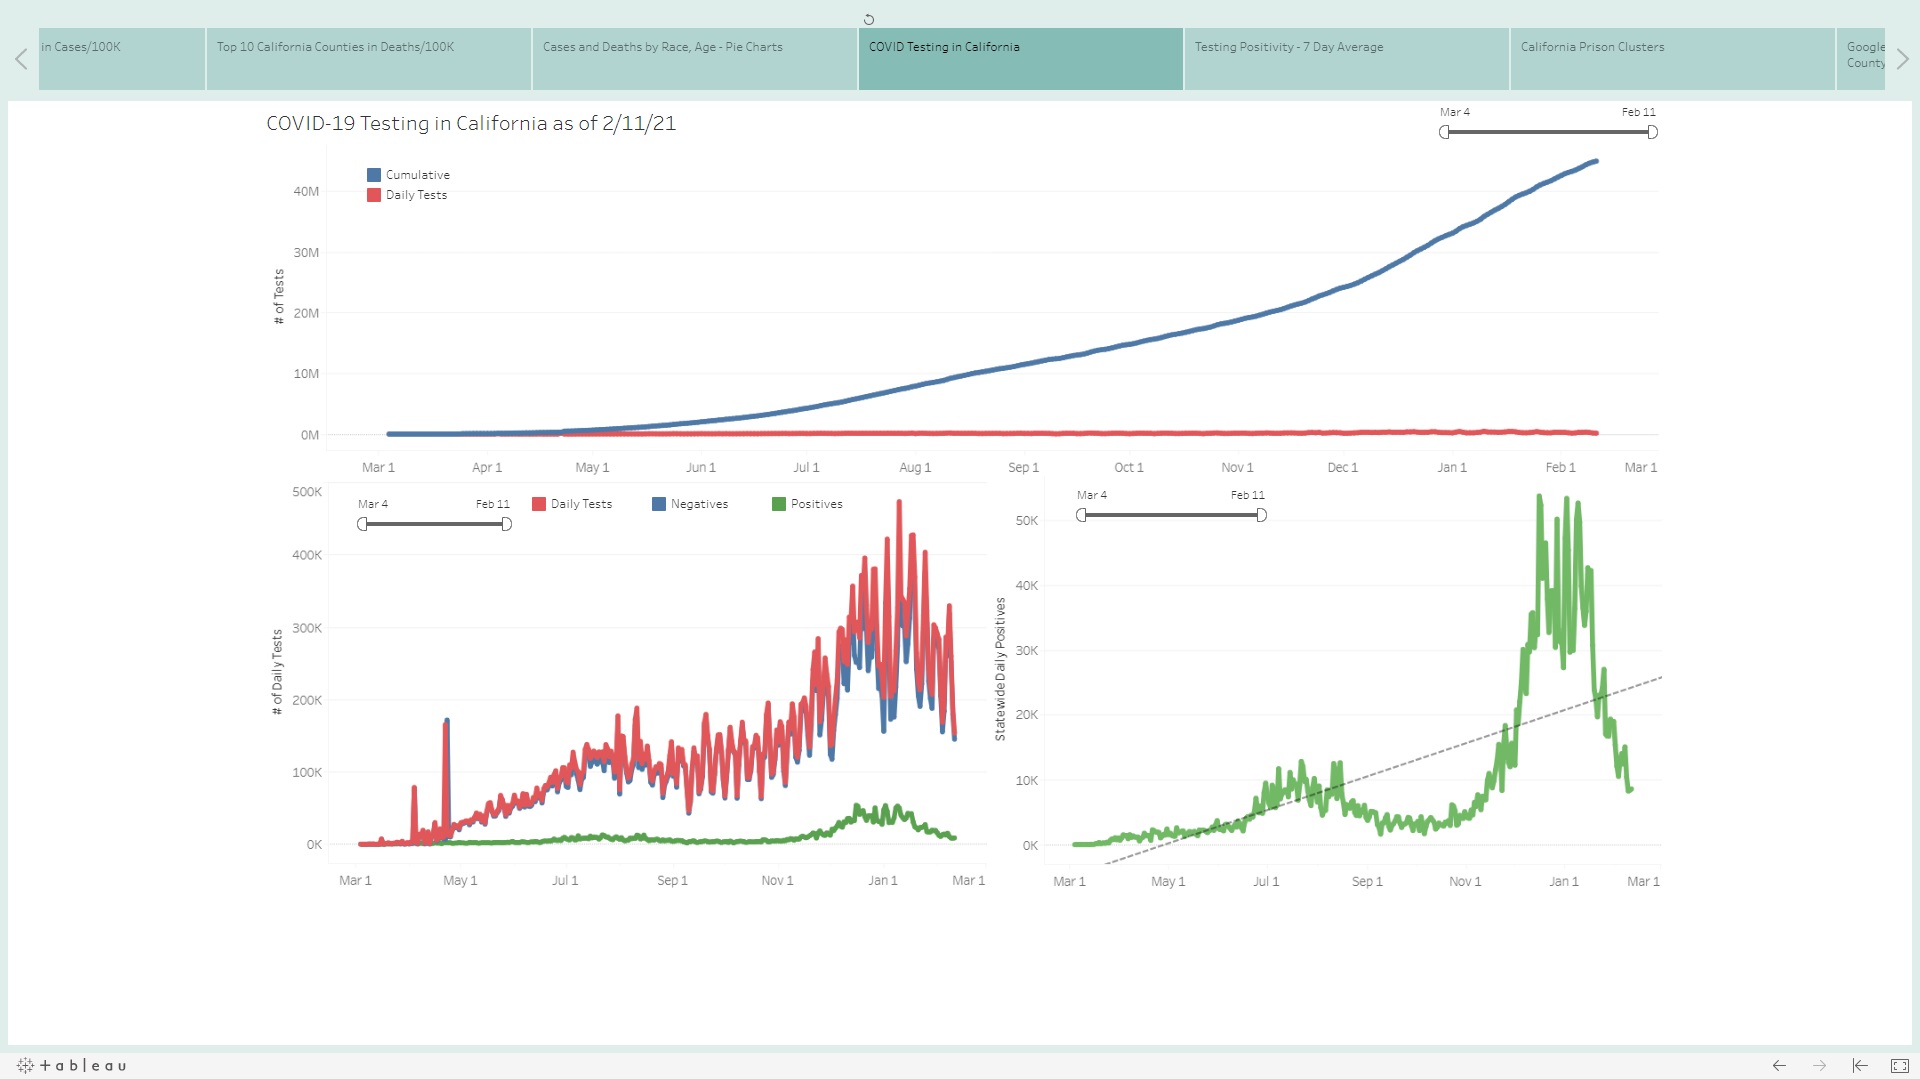 in Cases/100K
Top 10 California Counties in Deaths/100K
Cases and Deaths by Race, Age - Pie Charts
COVID Testing in California
Testing Positivity - 7 Day Average
California Prison Clusters
Google
County
COVID-19 Testing in California as of 2/11/21
Mar 4
Feb 11
Cumulative
Daily Tests
# of Tests
40M
30M
20M
10M
0M
Mar 1
Apr 1
May 1
Jun 1
Jul 1
Aug 1
Sep 1
Oct 1
Nov 1
Dec 1
Jan 1
Feb 1
Mar 1
Mar 4
Feb 11
Daily Tests
Negatives
Positives
# of Daily Tests
500K
400K
300K
200K
100K
0K
Mar 1
May 1
Jul 1
Sep 1
Nov 1
Jan 1
Mar 1
Mar 4
Feb 11
Statewide Daily Positives
50K
40K
30K
20K
10K
0K
Mar 1
May 1
Jul 1
Sep 1
Nov 1
Jan 1
Mar 1
+ableau